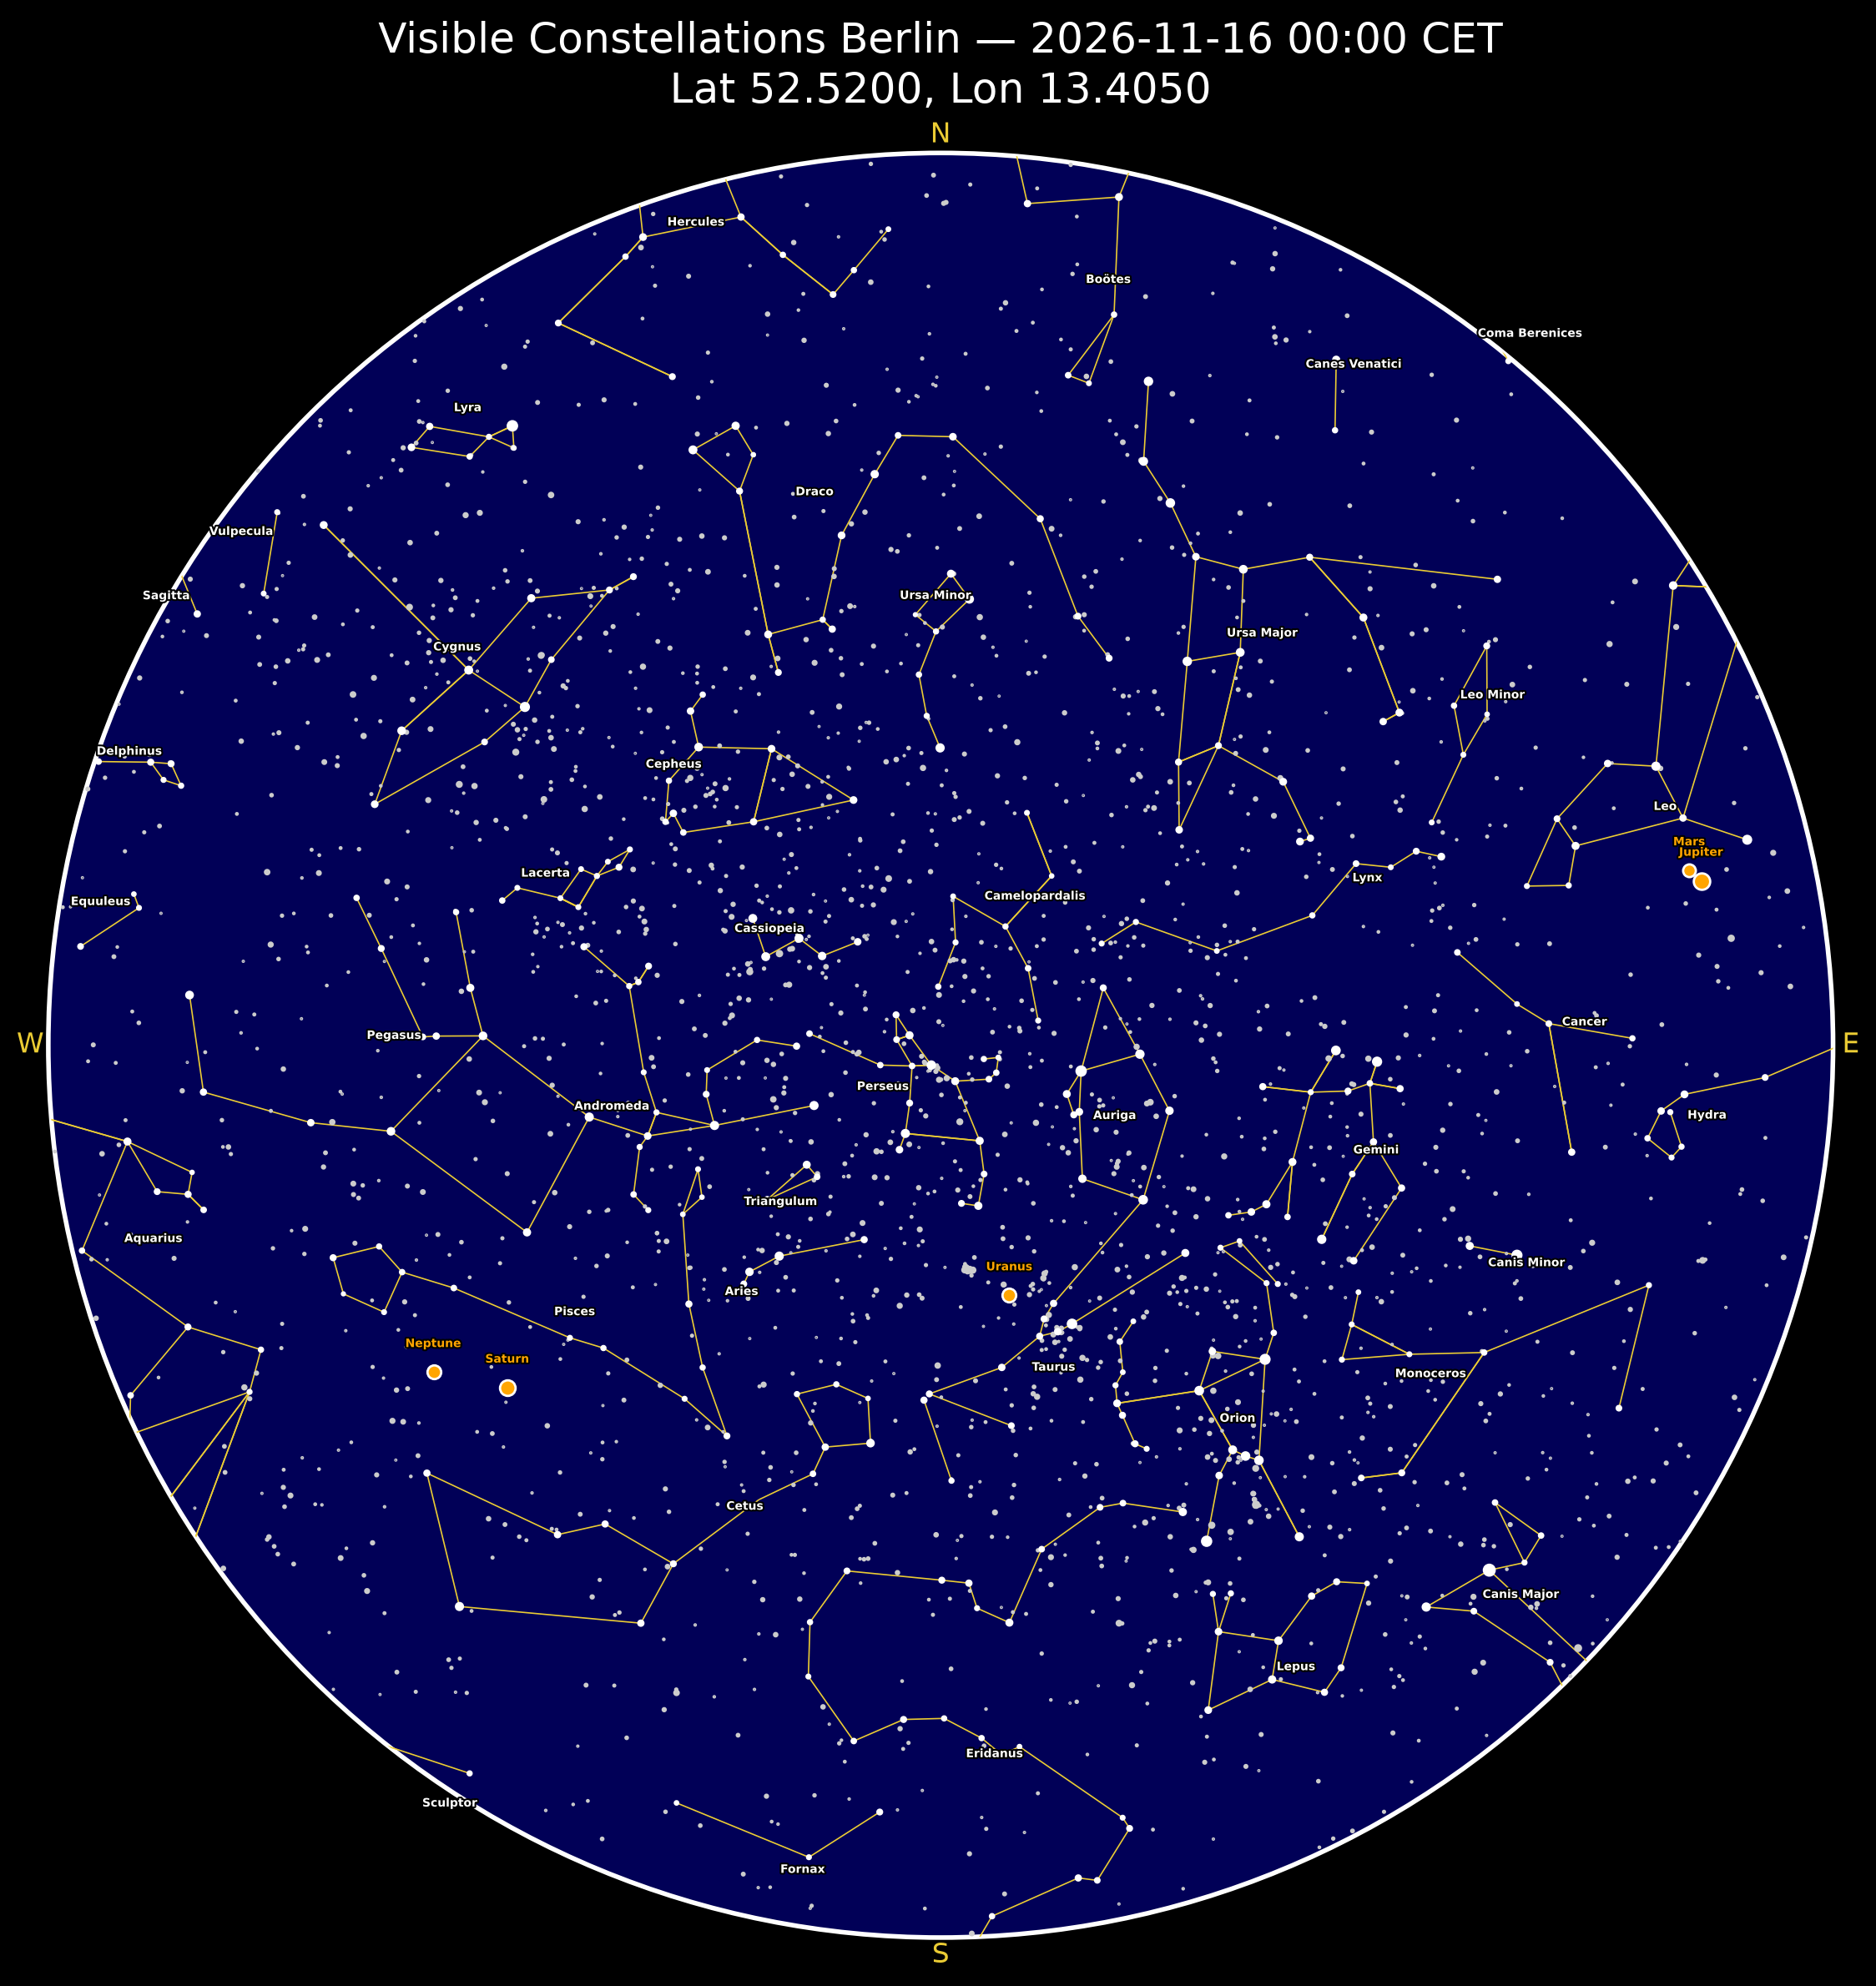 Visible Constellations Berlin — 2026-11-16 00:00 CET
Lat 52.5200, Lon 13.4050
N
Hercules
Boötes
Coma Berenices
Canes Venatici
Lyra
Draco
Vulpecula
Sagitta
Ursa Minor
Ursa Major
Cygnus
Leo Minor
Delphinus
Cepheus
Leo
Mars
Jupiter
Lacerta
Lynx
Camelopardalis
Equuleus
Cassiopeia
Cancer
Pegasus
W
E
Perseus
Andromeda
Auriga
Hydra
Gemini
Triangulum
Aquarius
Canis Minor
Uranus
Aries
Pisces
Neptune
Saturn
Taurus
Monoceros
Orion
Cetus
Canis Major
Lepus
Eridanus
Sculptor
Fornax
S